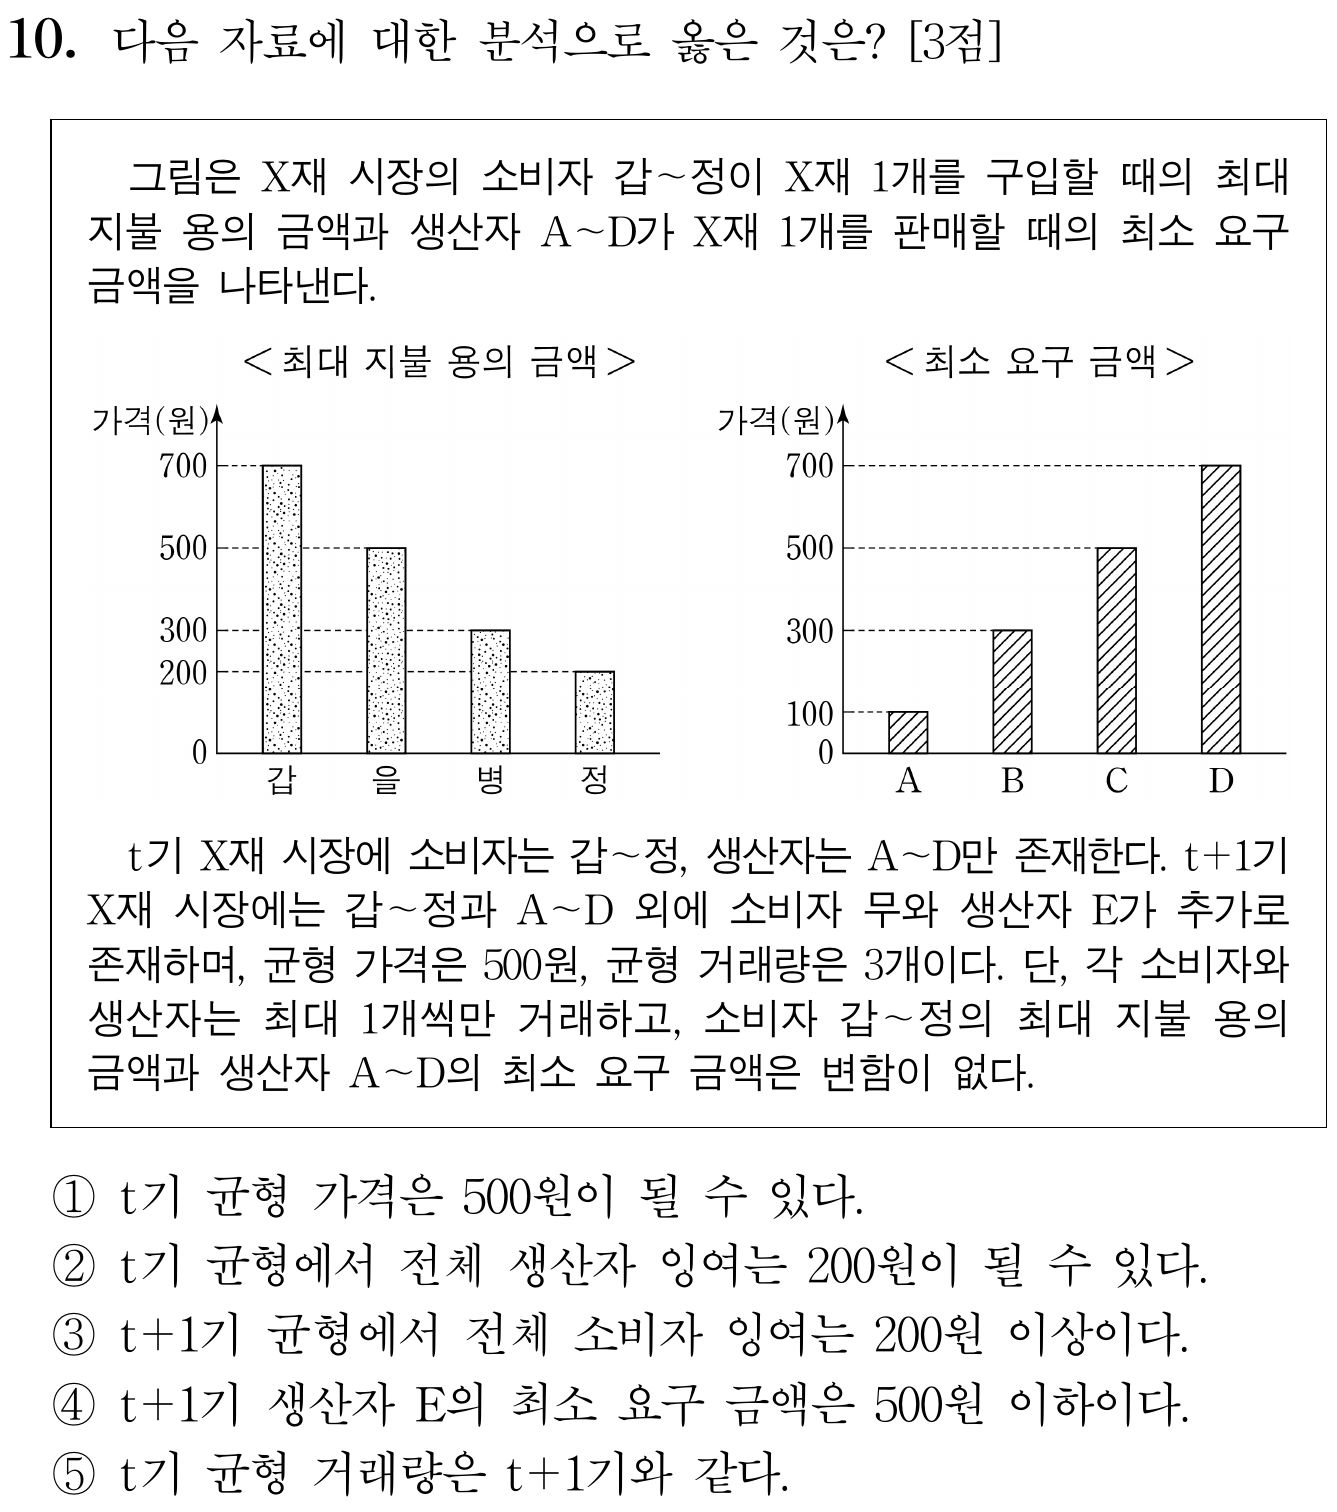 10. 다음 자료에 대한 분석으로 옳은 것은? [3점]
그림은 X재 시장의 소비자 갑~정이 X재 1개를 구입할 때의 최대
지불 용의 금액과 생산자 A~D가 X재 1개를 판매할 때의 최소 요구
금액을 나타낸다.
<최대 지불 용의 금액> <최소 요구 금액>
가격(원) 가격(원)
700 700
500 500
300 300
200
100
0 0
갑 을 병 정 A B C D
t기 X재 시장에 소비자는 갑~정, 생산자는 A~D만 존재한다. t+1기
X재 시장에는 갑~정과 A~D 외에 소비자 무와 생산자 E가 추가로
존재하며, 균형 가격은 500원, 균형 거래량은 3개이다. 단, 각 소비자와
생산자는 최대 1개씩만 거래하고, 소비자 갑~정의 최대 지불 용의
금액과 생산자 A~D의 최소 요구 금액은 변함이 없다.
① t기 균형 가격은 500원이 될 수 있다.
② t기 균형에서 전체 생산자 잉여는 200원이 될 수 있다.
③ t+1기 균형에서 전체 소비자 잉여는 200원 이상이다.
④ t+1기 생산자 E의 최소 요구 금액은 500원 이하이다.
⑤ t기 균형 거래량은 t+1기와 같다.